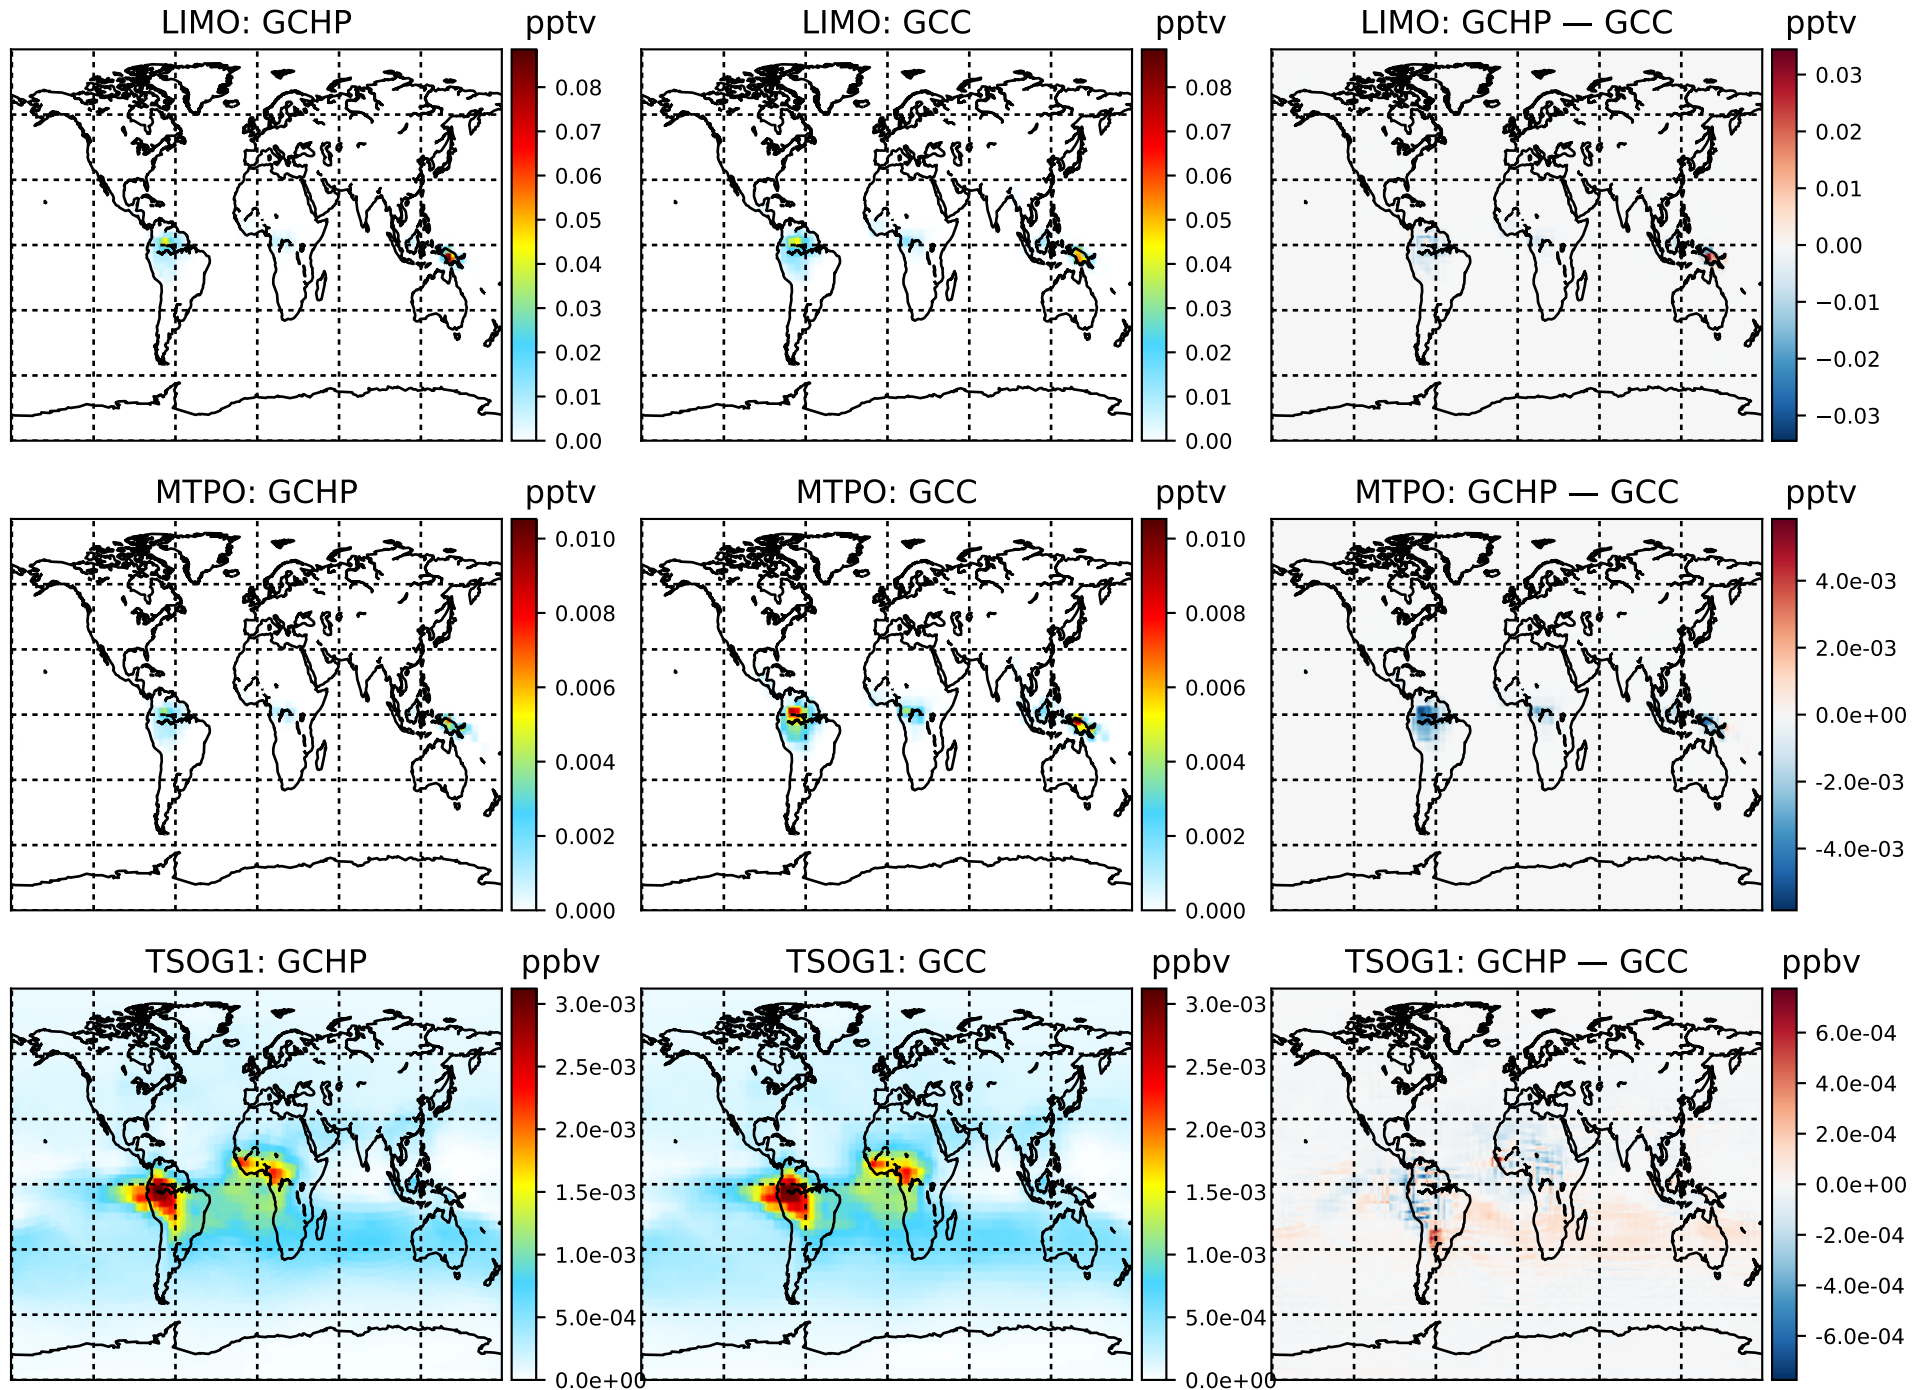 LIMO: GCHP pptv LIMO: GCC pptv LIMO: GCHP — GCC pptv
0.08 0.08 0.03
0.07 0.07 0.02
0.06 0.06 0.01
0.05 0.05 0.00
0.04 0.04 −0.01
0.03 0.03 −0.02
0.02 0.02 −0.03
0.01 0.01
0.00 0.00
MTPO: GCHP pptv MTPO: GCC pptv MTPO: GCHP — GCC pptv
0.010 0.010 4.0e-03
0.008 0.008 2.0e-03
0.006 0.006 0.0e+00
0.004 0.004 -2.0e-03
0.002 0.002 -4.0e-03
0.000 0.000
TSOG1: GCHP ppbv TSOG1: GCC ppbv TSOG1: GCHP — GCC ppbv
3.0e-03 3.0e-03 6.0e-04
2.5e-03 2.5e-03 4.0e-04
2.0e-03 2.0e-03 2.0e-04
1.5e-03 1.5e-03 0.0e+00
1.0e-03 1.0e-03 -2.0e-04
5.0e-04 5.0e-04 -4.0e-04
0.0e+00 0.0e+00 -6.0e-04